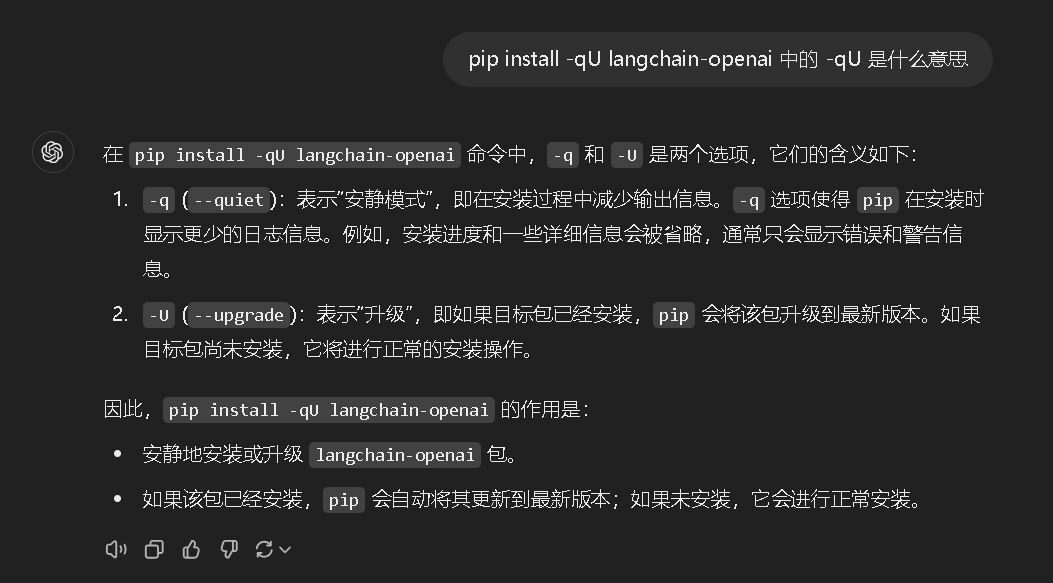 pip install -qU langchain-openai 中的 -qU 是什么意思
在 pip install -qU langchain-openai 命令中，-q 和 -U 是两个选项，它们的含义如下：
1. -q (--quiet)：表示“安静模式”，即在安装过程中减少输出信息。-q 选项使得 pip 在安装时
显示更少的日志信息。例如，安装进度和一些详细信息会被省略，通常只会显示错误和警告信
息。
2. -U (--upgrade)：表示“升级”，即如果目标包已经安装，pip 会将该包升级到最新版本。如果
目标包尚未安装，它将进行正常的安装操作。
因此，pip install -qU langchain-openai 的作用是：
• 安静地安装或升级 langchain-openai 包。
• 如果该包已经安装，pip 会自动将其更新到最新版本；如果未安装，它会进行正常安装。